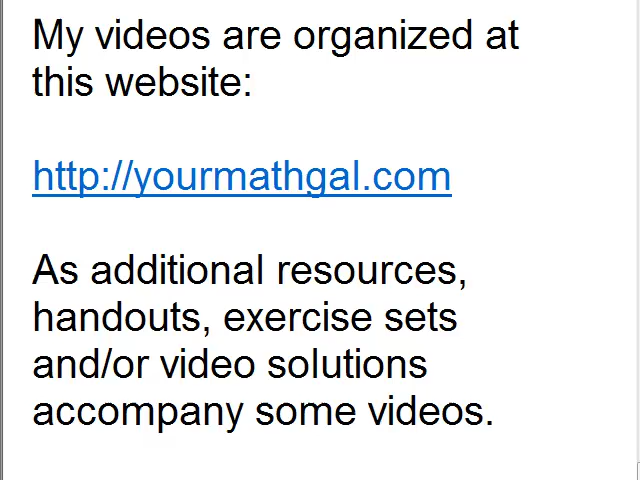 My videos are organized at
this website:
http://yourmathgal.com
As additional resources,
handouts, exercise sets
and/or video solutions
accompany some videos.